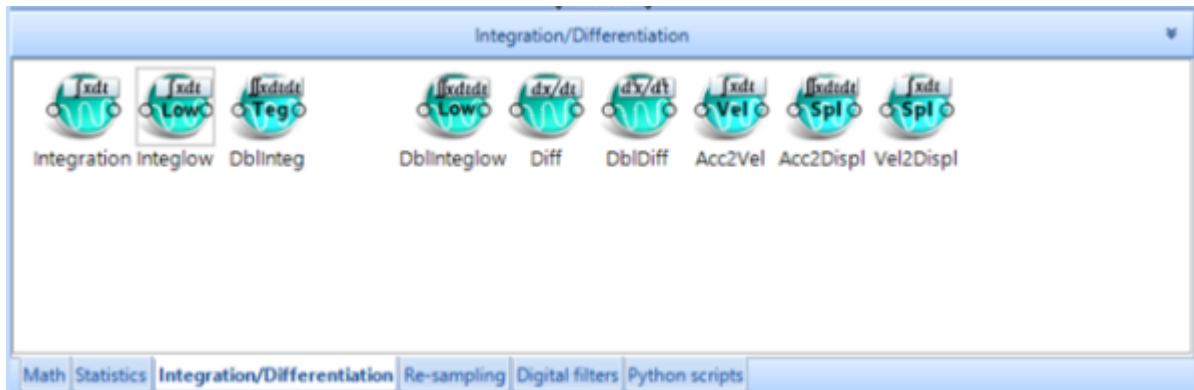 Integration/Differentiation
∫xdt ∫xdt ∬xdtdt ∬xdtdt dx/dt d²x/dt² ∫xdt ∬xdtdt ∫xdt
Low Teg Low Vel Spl Spl
Integration Integlow DblInteg DblInteglow Diff DblDiff Acc2Vel Acc2Displ Vel2Displ
Math Statistics Integration/Differentiation Re-sampling Digital filters Python scripts